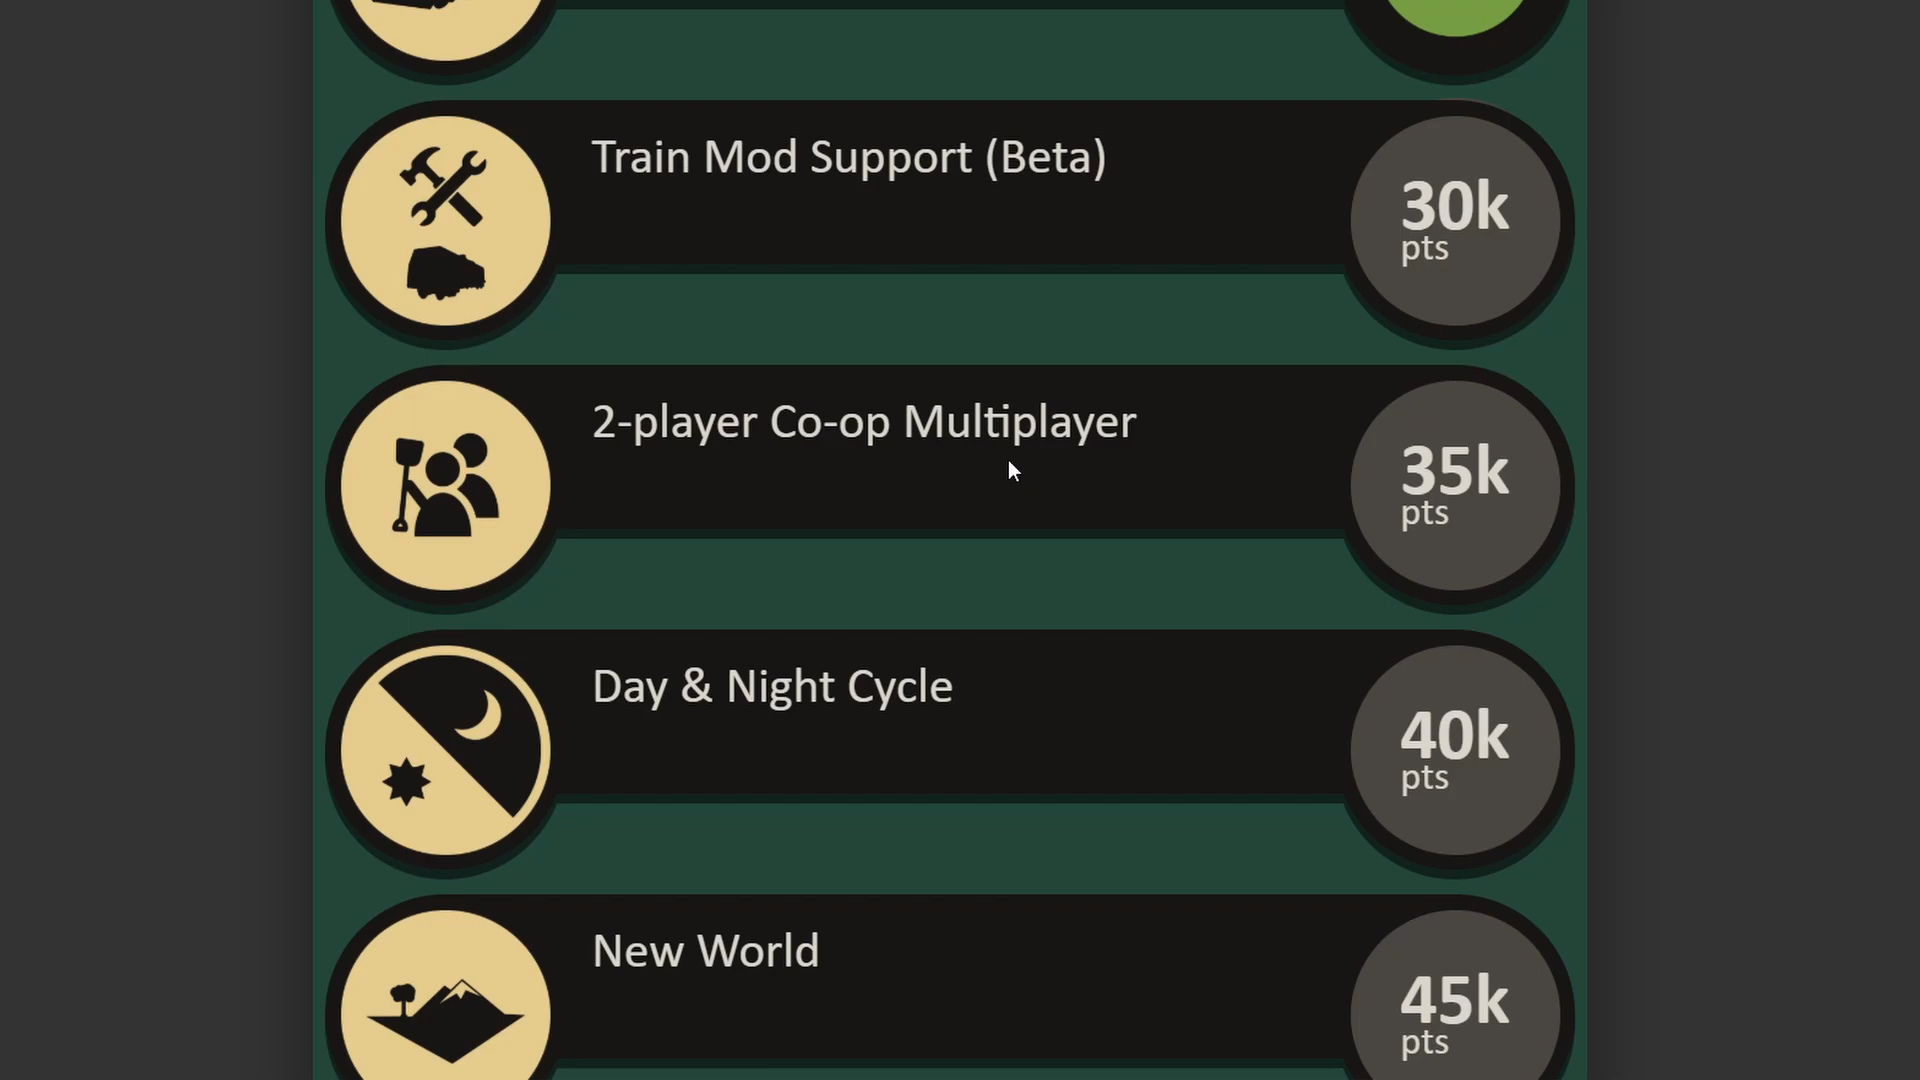 Train Mod Support (Beta)
30k
pts
2-player Co-op Multiplayer
35k
pts
Day & Night Cycle
40k
pts
New World
45k
pts